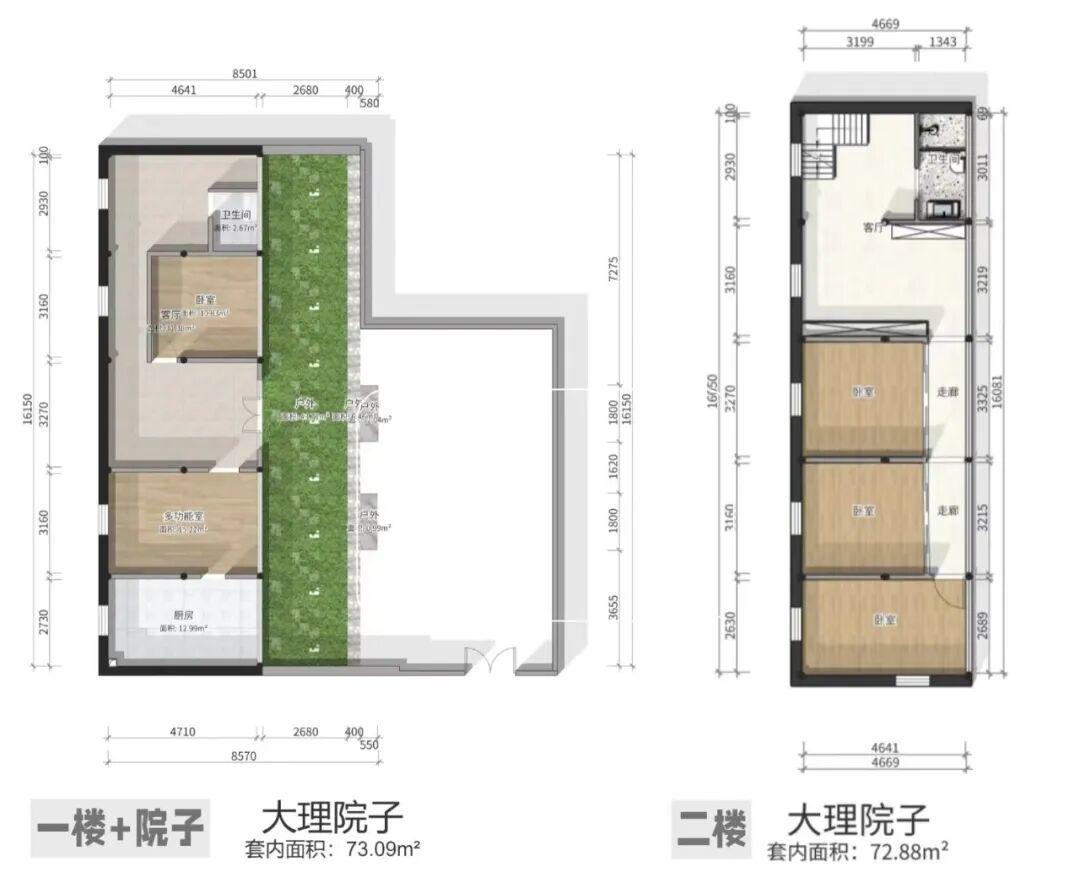 8501
4641 2680 400
580
100
2930
3160
3270
3160
2730
16150
卫生间
面积: 2.67m²
卧室
客厅
户外
户外
多功能室
户外
厨房
面积: 12.99m²
7275
1800
1620
1800
3655
16150
4710 2680 400
550
8570
一楼+院子
大理院子
套内面积：73.09m²
4669
3199 1343
100
2930
3160
3270
3160
2630
69
3011
3219
3325
3215
2689
16081
卫生间
客厅
卧室
走廊
卧室
走廊
卧室
4641
4669
二楼
大理院子
套内面积：72.88m²